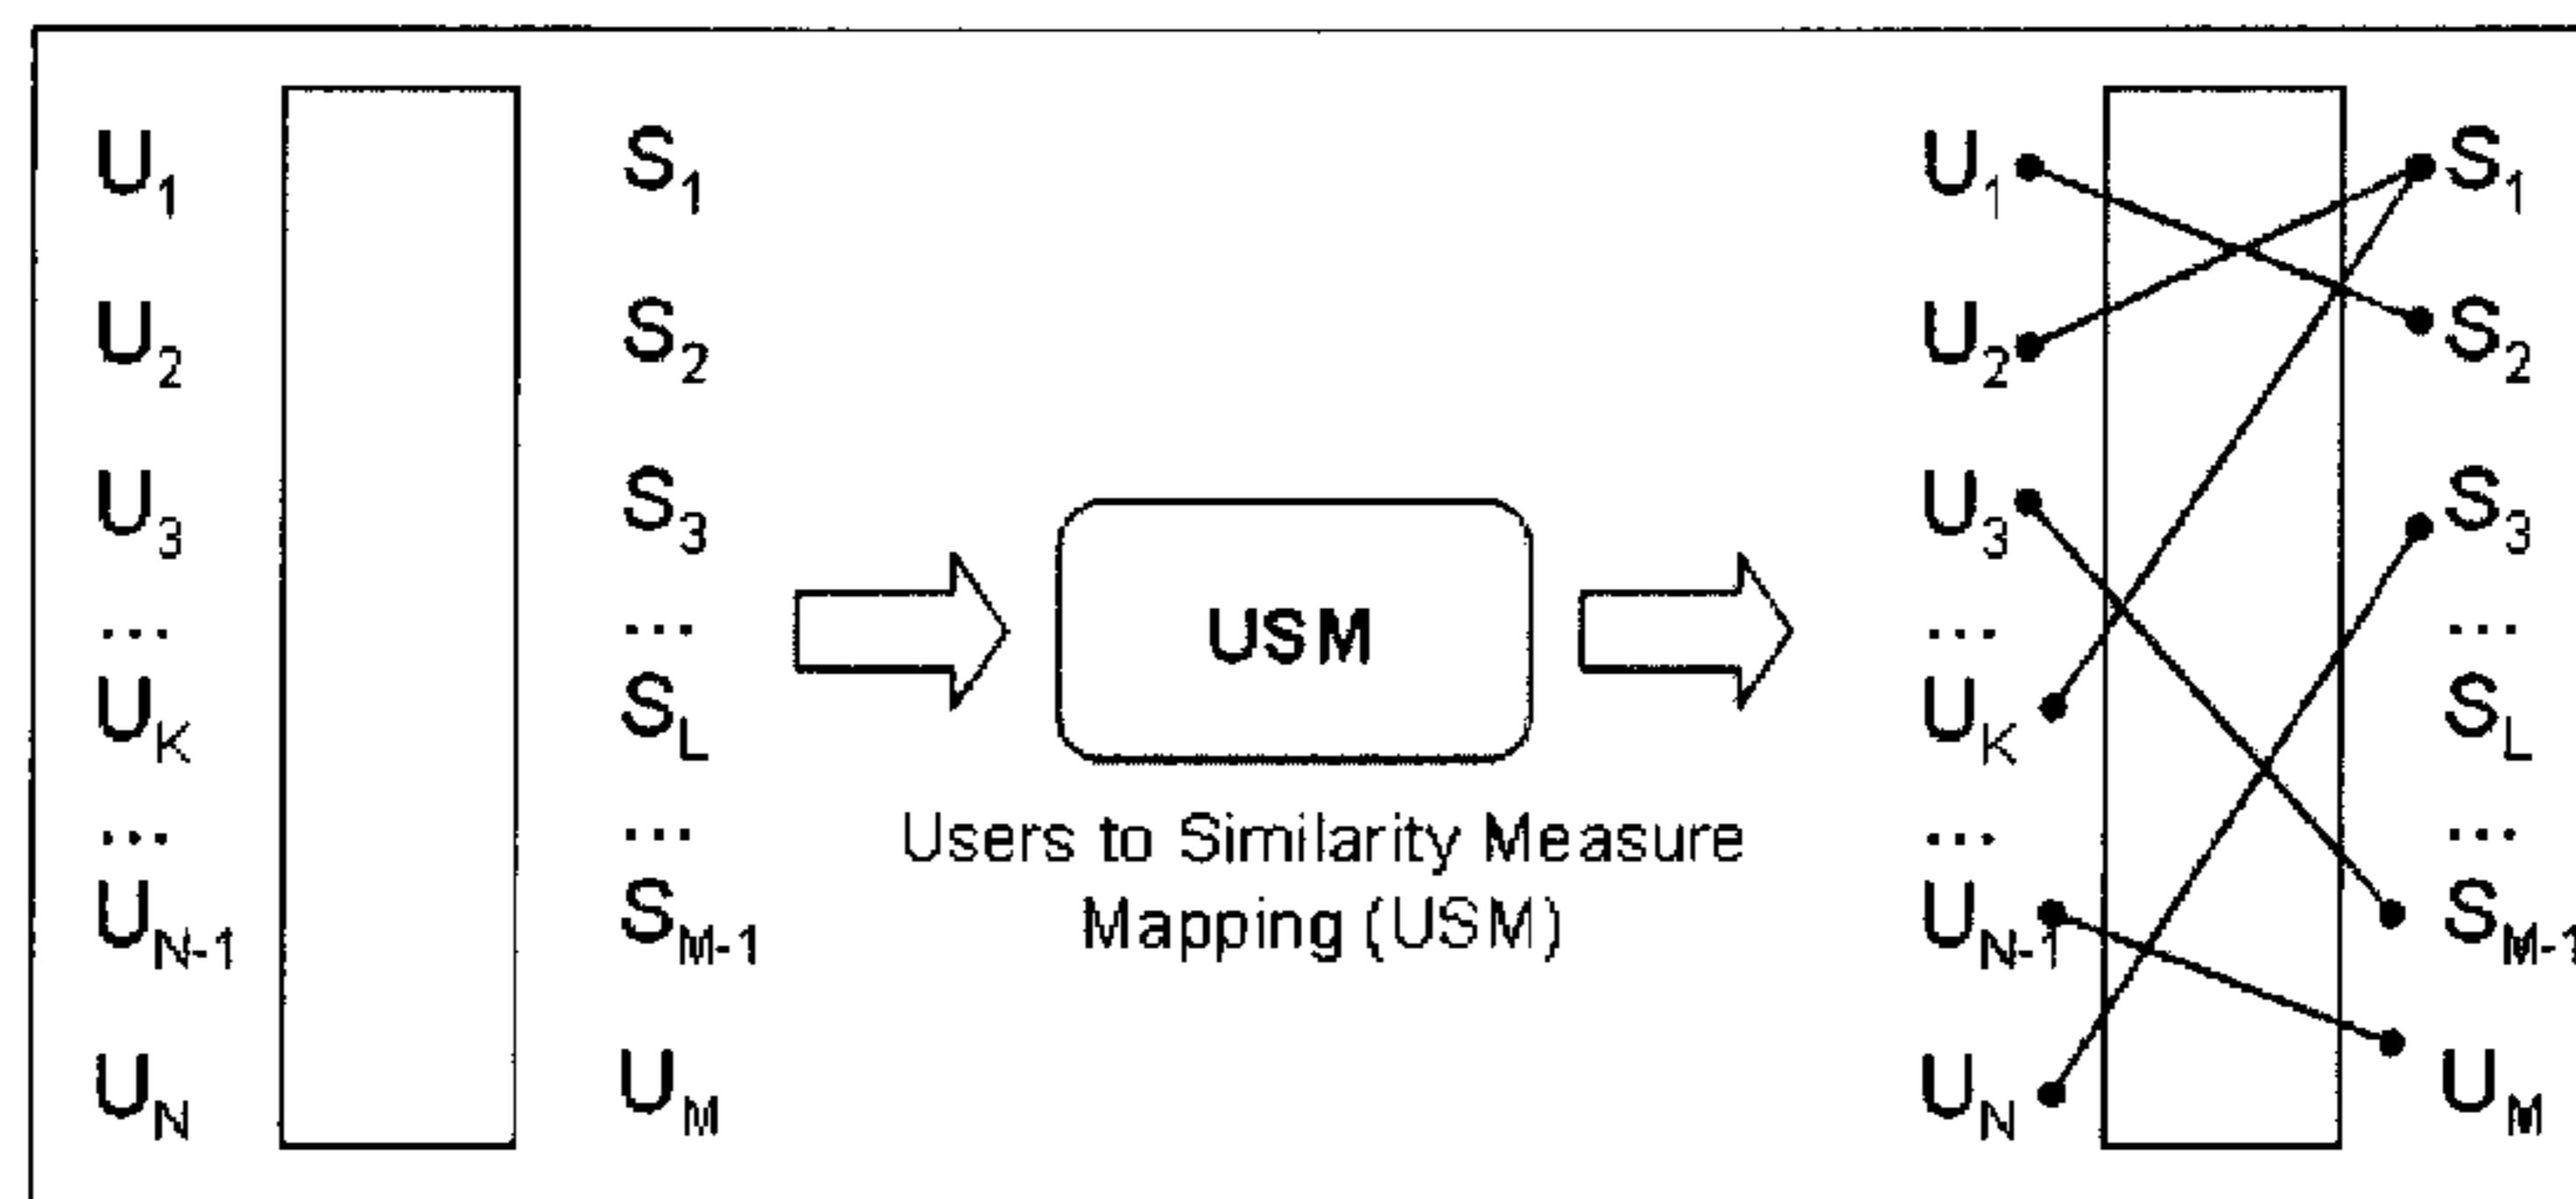 U1 S1 U1 S1
U2 S2 U2 S2
U3 S3 U3 S3
... ... ... ...
USM
UK SL UK SL
... ... ... ...
Users to Similarity Measure
Mapping (USM)
UN-1 SM-1 UN-1 SM-1
UN UM UN UM